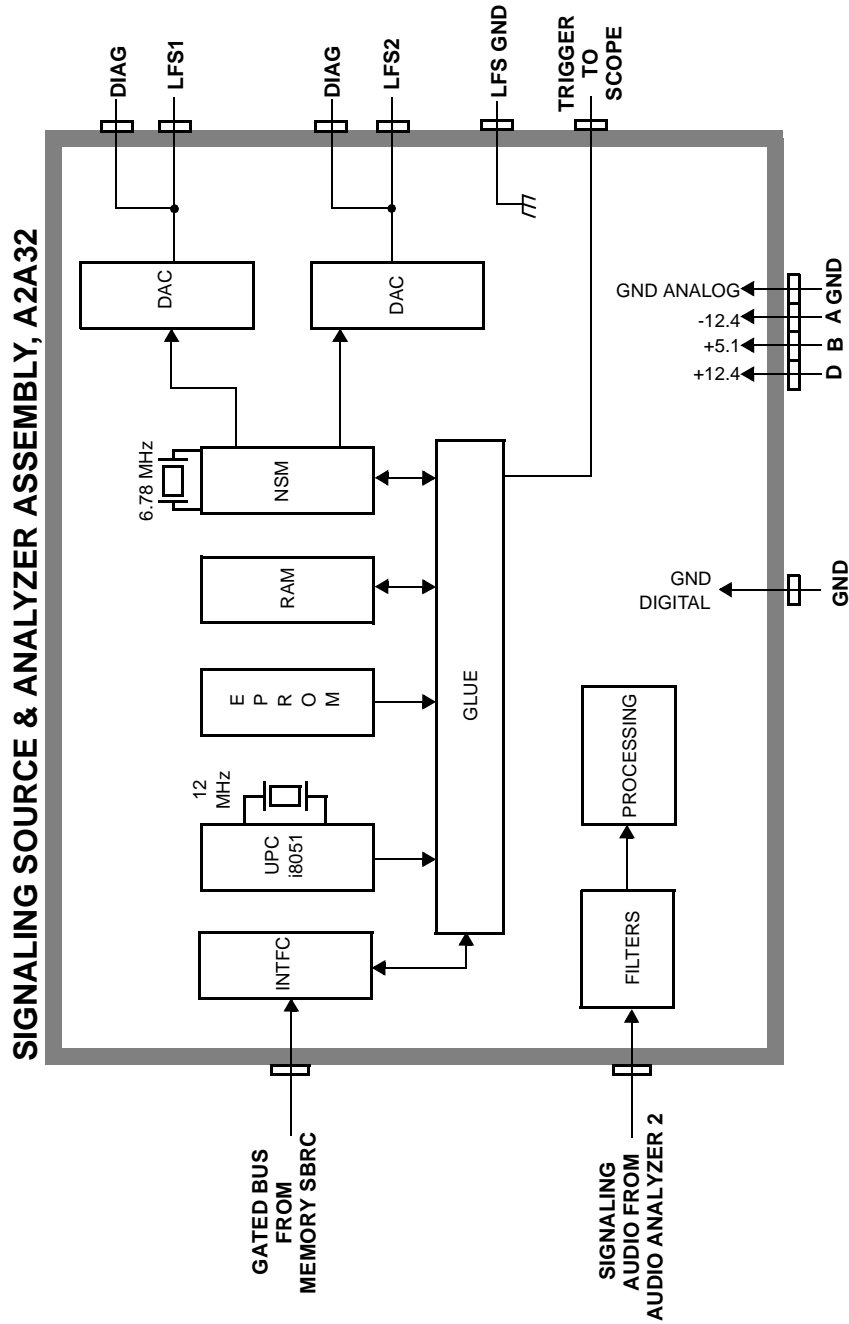 SIGNALING SOURCE & ANALYZER ASSEMBLY, A2A32
GATED BUS
FROM
MEMORY SBRC
INTFC
UPC
i8051
12
MHz
E
P
R
O
M
RAM
NSM
6.78 MHz
DAC
DAC
DIAG
LFS1
DIAG
LFS2
LFS GND
TRIGGER
TO
SCOPE
GLUE
SIGNALING
AUDIO FROM
AUDIO ANALYZER 2
FILTERS
PROCESSING
GND
DIGITAL
GND
GND ANALOG
-12.4
+5.1
+12.4
D
B
A
GND